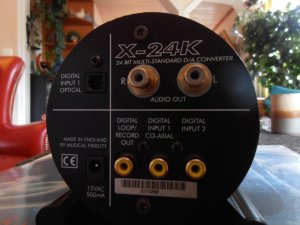 X-24K
24 BIT MULTI-STANDARD D/A CONVERTER
DIGITAL
INPUT 1
OPTICAL
R
L
AUDIO OUT
MADE IN ENGLAND
BY MUSICAL FIDELITY
CE
12VAC
500mA
DIGITAL
LOOP/
RECORD
OUT
DIGITAL
INPUT 1
CO-AXIAL
DIGITAL
INPUT 2